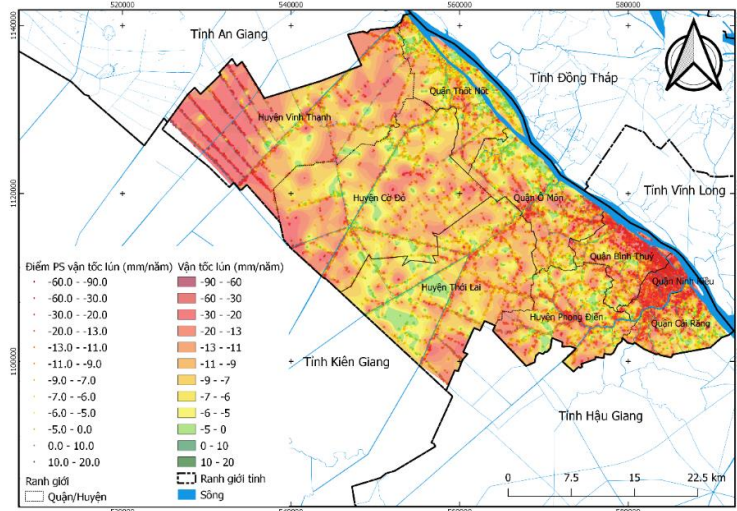 520000 540000 560000 580000
1140000
Tỉnh An Giang
Tỉnh Đồng Tháp
Quận Thốt Nốt
Huyện Vĩnh Thạnh
1120000
Tỉnh Vĩnh Long
Huyện Cờ Đỏ
Quận Ô Môn
Quận Bình Thuỷ
Quận Ninh Kiều
Huyện Thới Lai
Huyện Phong Điền
Quận Cái Răng
1100000
Tỉnh Kiên Giang
Tỉnh Hậu Giang
Điểm PS vận tốc lún (mm/năm)
-60.0 - -90.0
-60.0 - -30.0
-30.0 - -20.0
-20.0 - -13.0
-13.0 - -11.0
-11.0 - -9.0
-9.0 - -7.0
-7.0 - -6.0
-6.0 - -5.0
-5.0 - 0.0
0.0 - 10.0
10.0 - 20.0
Ranh giới
Quận/Huyện
Vận tốc lún (mm/năm)
-90 - -60
-60 - -30
-30 - -20
-20 - -13
-13 - -11
-11 - -9
-9 - -7
-7 - -6
-6 - -5
-5 - 0
0 - 10
10 - 20
Ranh giới tỉnh
Sông
0 7.5 15 22.5 km
520000 540000 560000 580000